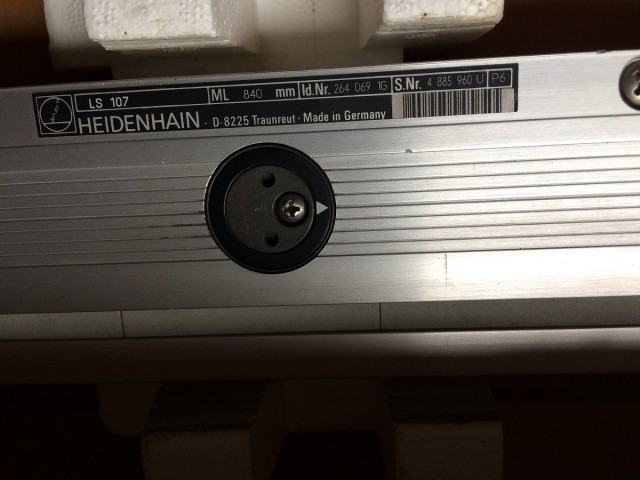 LS 107 ML 840 mm Id.Nr. 264 069 1G S.Nr. 4 885 960 U P6
HEIDENHAIN · D-8225 Traunreut · Made in Germany